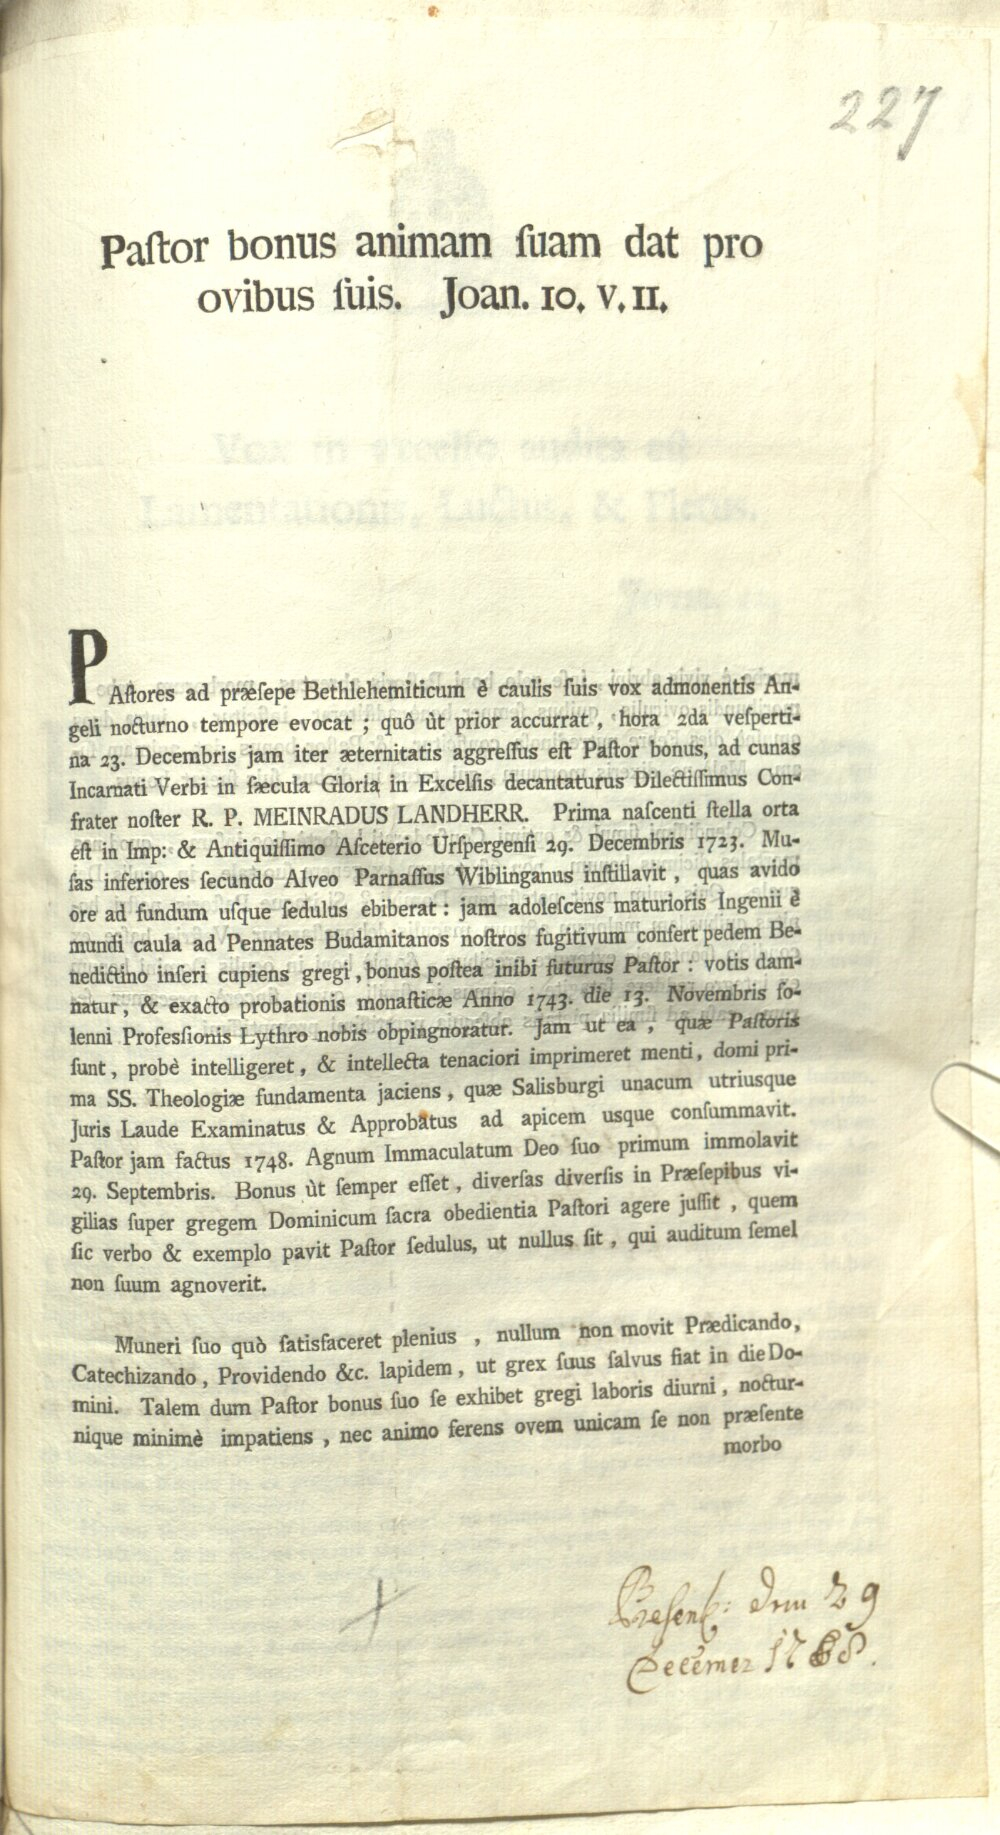 227
Paſtor bonus animam ſuam dat pro
ovibus ſuis. Joan. 10. v. 11.
PAſtores ad præſepe Bethlehemiticum è caulis ſuis vox admonentis An-
geli nocturno tempore evocat ; quô ùt prior accurrat , hora 2da veſperti-
na 23. Decembris jam iter æternitatis aggreſſus eſt Paſtor bonus, ad cunas
Incarnati Verbi in ſæcula Gloria in Excelſis decantaturus Dilectiſſimus Con-
frater noſter R. P. MEINRADUS LANDHERR. Prima naſcenti ſtella orta
eſt in Imp: & Antiquiſſimo Aſceterio Urſpergenſi 29. Decembris 1723. Mu-
ſas inferiores ſecundo Alveo Parnaſſus Wiblinganus inſtillavit , quas avido
ore ad fundum uſque ſedulus ebiberat : jam adoleſcens maturioris Ingenii è
mundi caula ad Pennates Budamitanos noſtros fugitivum confert pedem Be-
nedictino inſeri cupiens gregi , bonus poſtea inibi futurus Paſtor : votis dam-
natur , & exacto probationis monaſticæ Anno 1743. die 13. Novembris ſo-
lenni Profeſſionis Lythro nobis obpingnoratur. Jam ut ea , quæ Paſtoris
ſunt , probè intelligeret , & intellecta tenaciori imprimeret menti, domi pri-
ma SS. Theologiæ fundamenta jaciens , quæ Salisburgi unacum utriusque
Juris Laude Examinatus & Approbatus ad apicem usque conſummavit.
Paſtor jam factus 1748. Agnum Immaculatum Deo ſuo primum immolavit
29. Septembris. Bonus ùt ſemper eſſet , diverſas diverſis in Præſepibus vi-
gilias ſuper gregem Dominicum ſacra obedientia Paſtori agere juſſit , quem
ſic verbo & exemplo pavit Paſtor ſedulus, ut nullus ſit , qui auditum ſemel
non ſuum agnoverit.
Muneri ſuo quò ſatisfaceret plenius , nullum non movit Prædicando,
Catechizando , Providendo &c. lapidem , ut grex ſuus ſalvus fiat in die Do-
mini. Talem dum Paſtor bonus ſuo ſe exhibet gregi laboris diurni , noctur-
nique minimè impatiens , nec animo ferens ovem unicam ſe non præſente
morbo
Preſent: den 29
Decemer 1768.